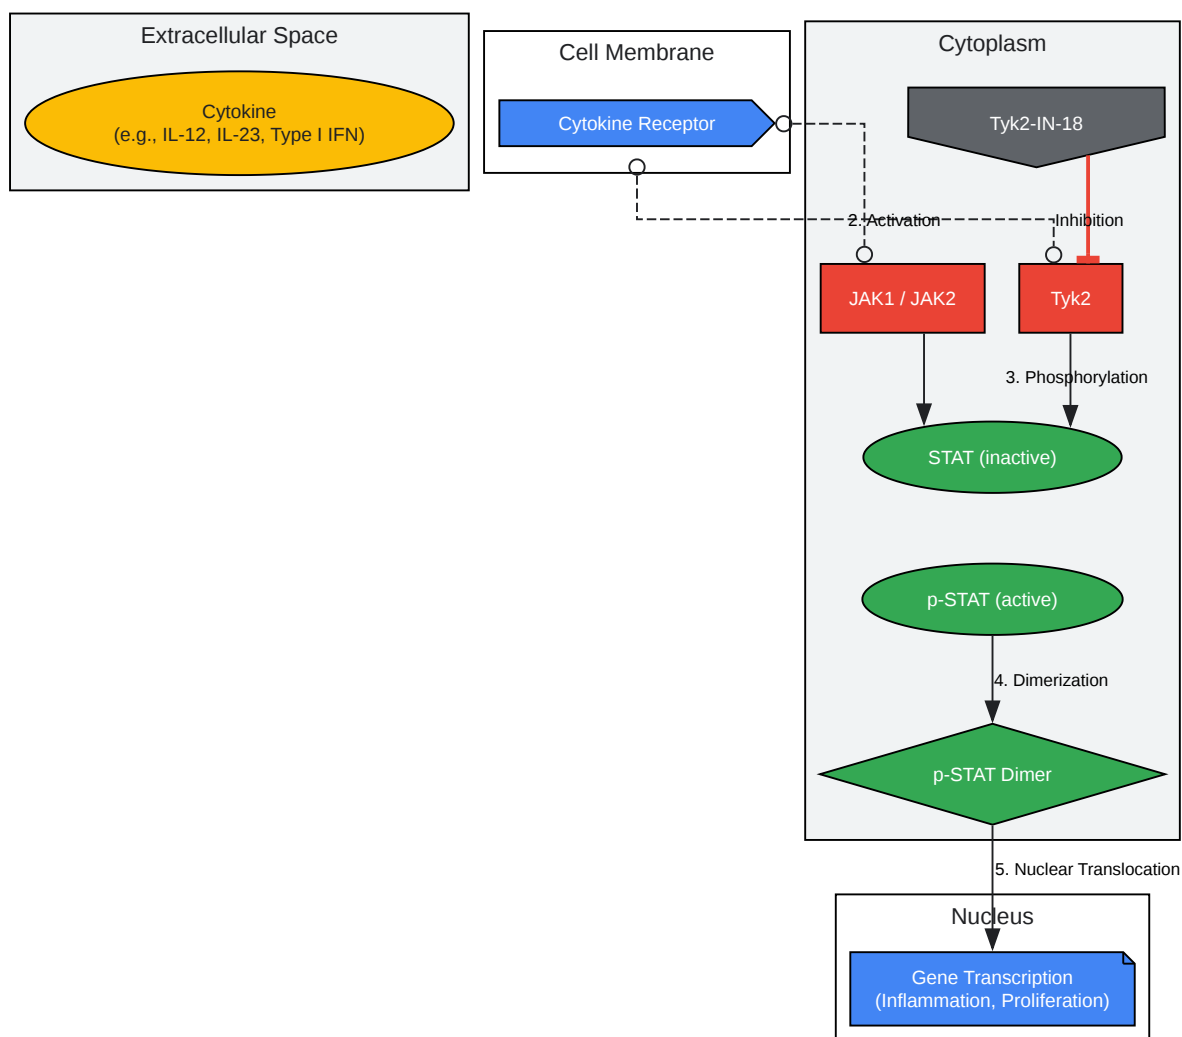 Extracellular Space
Cytokine
(e.g., IL-12, IL-23, Type I IFN)
Cell Membrane
Cytokine Receptor
Cytoplasm
Tyk2-IN-18
2. Activation
Inhibition
JAK1 / JAK2
Tyk2
3. Phosphorylation
STAT (inactive)
p-STAT (active)
4. Dimerization
p-STAT Dimer
5. Nuclear Translocation
Nucleus
Gene Transcription
(Inflammation, Proliferation)